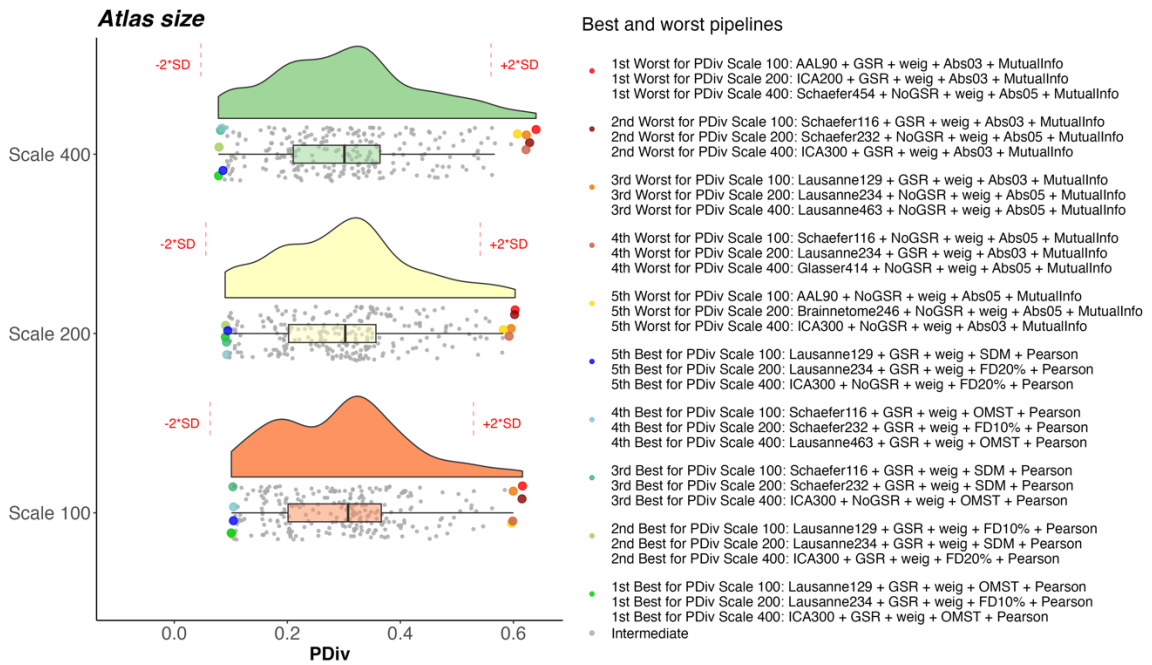 Atlas size
-2*SD
+2*SD
Scale 400
-2*SD
+2*SD
Scale 200
-2*SD
+2*SD
Scale 100
0.0
0.2
0.4
0.6
PDiv
Best and worst pipelines
1st Worst for PDiv Scale 100: AAL90 + GSR + weig + Abs03 + MutualInfo
1st Worst for PDiv Scale 200: ICA200 + GSR + weig + Abs03 + MutualInfo
1st Worst for PDiv Scale 400: Schaefer454 + NoGSR + weig + Abs05 + MutualInfo
2nd Worst for PDiv Scale 100: Schaefer116 + GSR + weig + Abs03 + MutualInfo
2nd Worst for PDiv Scale 200: Schaefer232 + NoGSR + weig + Abs05 + MutualInfo
2nd Worst for PDiv Scale 400: ICA300 + GSR + weig + Abs03 + MutualInfo
3rd Worst for PDiv Scale 100: Lausanne129 + GSR + weig + Abs03 + MutualInfo
3rd Worst for PDiv Scale 200: Lausanne234 + NoGSR + weig + Abs05 + MutualInfo
3rd Worst for PDiv Scale 400: Lausanne463 + NoGSR + weig + Abs05 + MutualInfo
4th Worst for PDiv Scale 100: Schaefer116 + NoGSR + weig + Abs05 + MutualInfo
4th Worst for PDiv Scale 200: Lausanne234 + GSR + weig + Abs03 + MutualInfo
4th Worst for PDiv Scale 400: Glasser414 + NoGSR + weig + Abs05 + MutualInfo
5th Worst for PDiv Scale 100: AAL90 + NoGSR + weig + Abs05 + MutualInfo
5th Worst for PDiv Scale 200: Brainnetome246 + NoGSR + weig + Abs05 + MutualInfo
5th Worst for PDiv Scale 400: ICA300 + NoGSR + weig + Abs03 + MutualInfo
5th Best for PDiv Scale 100: Lausanne129 + GSR + weig + SDM + Pearson
5th Best for PDiv Scale 200: Lausanne234 + GSR + weig + FD20% + Pearson
5th Best for PDiv Scale 400: ICA300 + NoGSR + weig + FD20% + Pearson
4th Best for PDiv Scale 100: Schaefer116 + GSR + weig + OMST + Pearson
4th Best for PDiv Scale 200: Schaefer232 + GSR + weig + FD10% + Pearson
4th Best for PDiv Scale 400: Lausanne463 + GSR + weig + OMST + Pearson
3rd Best for PDiv Scale 100: Schaefer116 + GSR + weig + SDM + Pearson
3rd Best for PDiv Scale 200: Schaefer232 + GSR + weig + SDM + Pearson
3rd Best for PDiv Scale 400: ICA300 + NoGSR + weig + OMST + Pearson
2nd Best for PDiv Scale 100: Lausanne129 + GSR + weig + FD10% + Pearson
2nd Best for PDiv Scale 200: Lausanne234 + GSR + weig + SDM + Pearson
2nd Best for PDiv Scale 400: ICA300 + GSR + weig + FD20% + Pearson
1st Best for PDiv Scale 100: Lausanne129 + GSR + weig + OMST + Pearson
1st Best for PDiv Scale 200: Lausanne234 + GSR + weig + FD10% + Pearson
1st Best for PDiv Scale 400: ICA300 + GSR + weig + OMST + Pearson
Intermediate